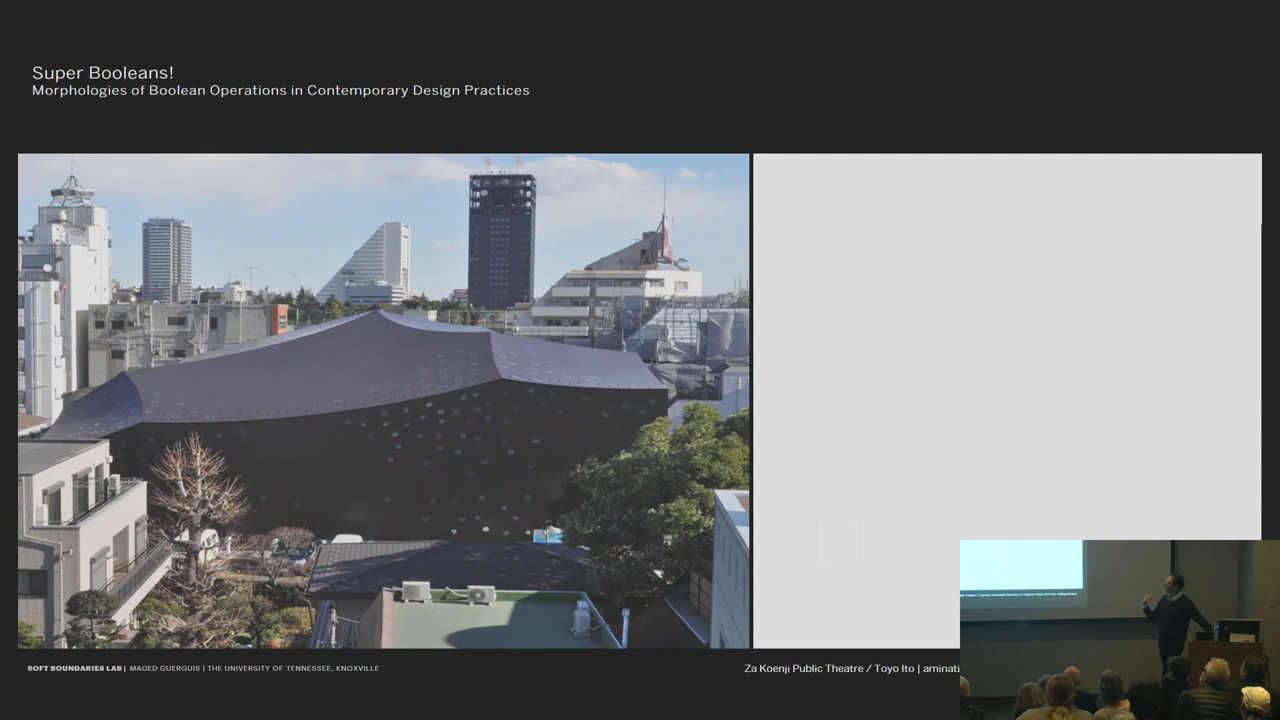 Super Booleans!
Morphologies of Boolean Operations in Contemporary Design Practices
SOFT BOUNDARIES LAB | MAGED GUERGUIS | THE UNIVERSITY OF TENNESSEE, KNOXVILLE
Za Koenji Public Theatre / Toyo Ito | aminati